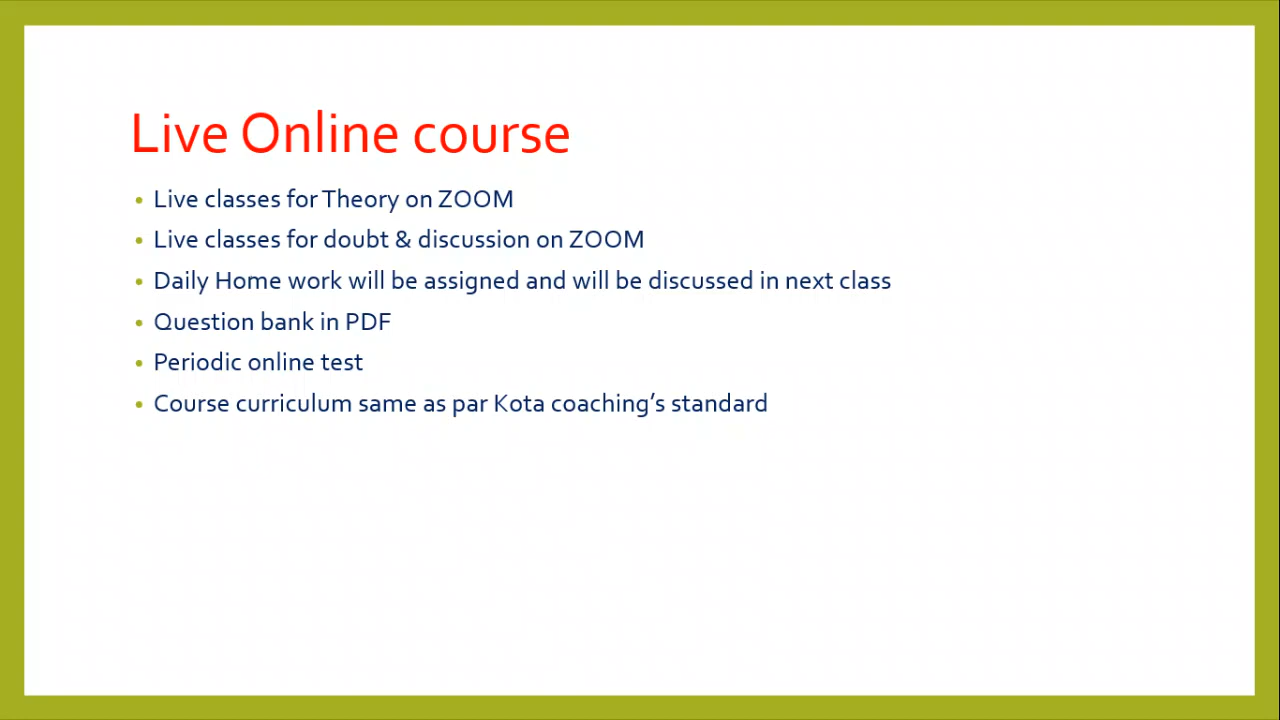 Live Online course
• Live classes for Theory on ZOOM
• Live classes for doubt & discussion on ZOOM
• Daily Home work will be assigned and will be discussed in next class
• Question bank in PDF
• Periodic online test
• Course curriculum same as par Kota coaching’s standard